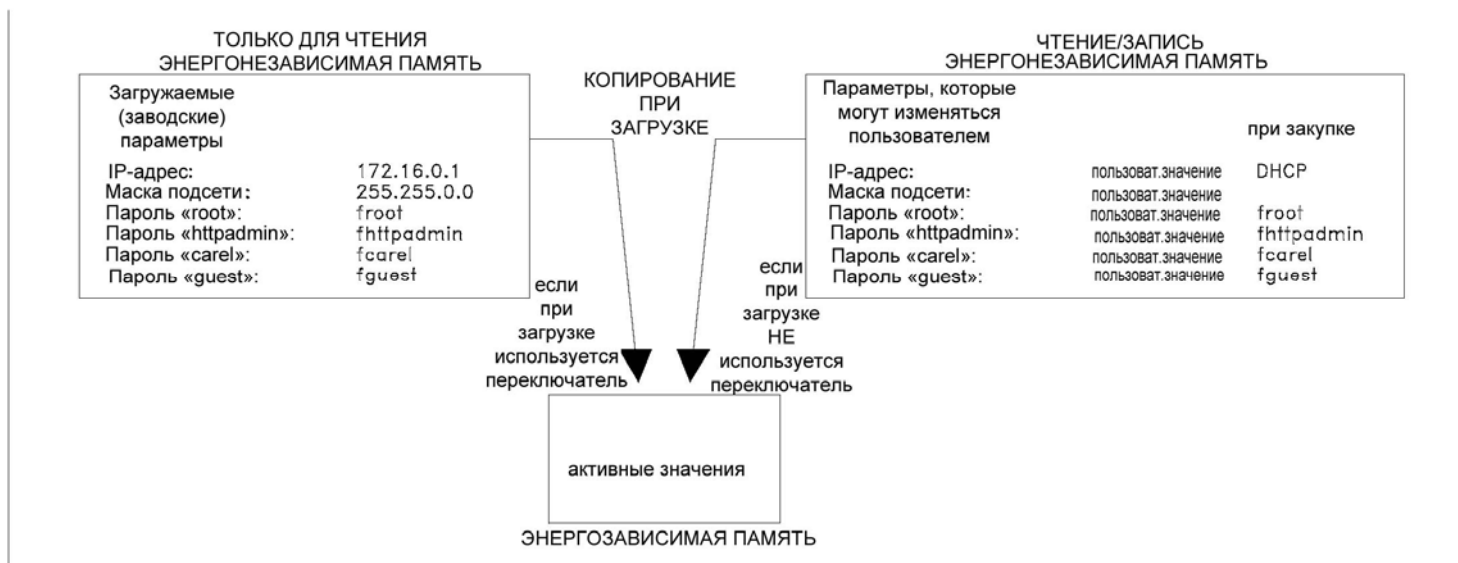 ТОЛЬКО ДЛЯ ЧТЕНИЯ
ЭНЕРГОНЕЗАВИСИМАЯ ПАМЯТЬ
Загружаемые
(заводские)
параметры
IP-адрес: 172.16.0.1
Маска подсети: 255.255.0.0
Пароль «root»: froot
Пароль «httpadmin»: fhttpadmin
Пароль «carel»: fcarel
Пароль «guest»: fguest
КОПИРОВАНИЕ
ПРИ
ЗАГРУЗКЕ
ЧТЕНИЕ/ЗАПИСЬ
ЭНЕРГОНЕЗАВИСИМАЯ ПАМЯТЬ
Параметры, которые
могут изменяться
пользователем
при закупке
IP-адрес: пользоват.значение DHCP
Маска подсети: пользоват.значение
Пароль «root»: пользоват.значение froot
Пароль «httpadmin»: пользоват.значение fhttpadmin
Пароль «carel»: пользоват.значение fcarel
Пароль «guest»: пользоват.значение fguest
если
при
загрузке
используется
переключатель
если
при
загрузке
НЕ
используется
переключатель
активные значения
ЭНЕРГОЗАВИСИМАЯ ПАМЯТЬ